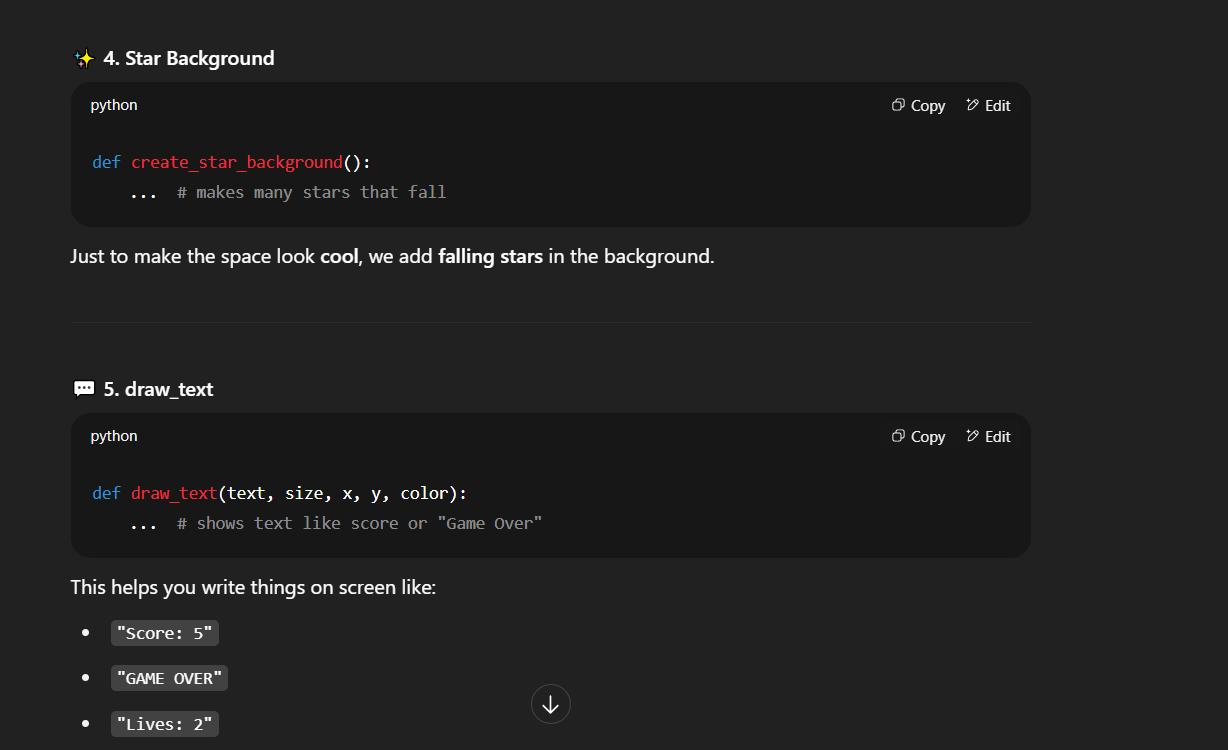 ✨ 4. Star Background
python Copy Edit
def create_star_background():
    ...  # makes many stars that fall
Just to make the space look cool, we add falling stars in the background.
💬 5. draw_text
python Copy Edit
def draw_text(text, size, x, y, color):
    ...  # shows text like score or "Game Over"
This helps you write things on screen like:
• "Score: 5"
• "GAME OVER"
• "Lives: 2"